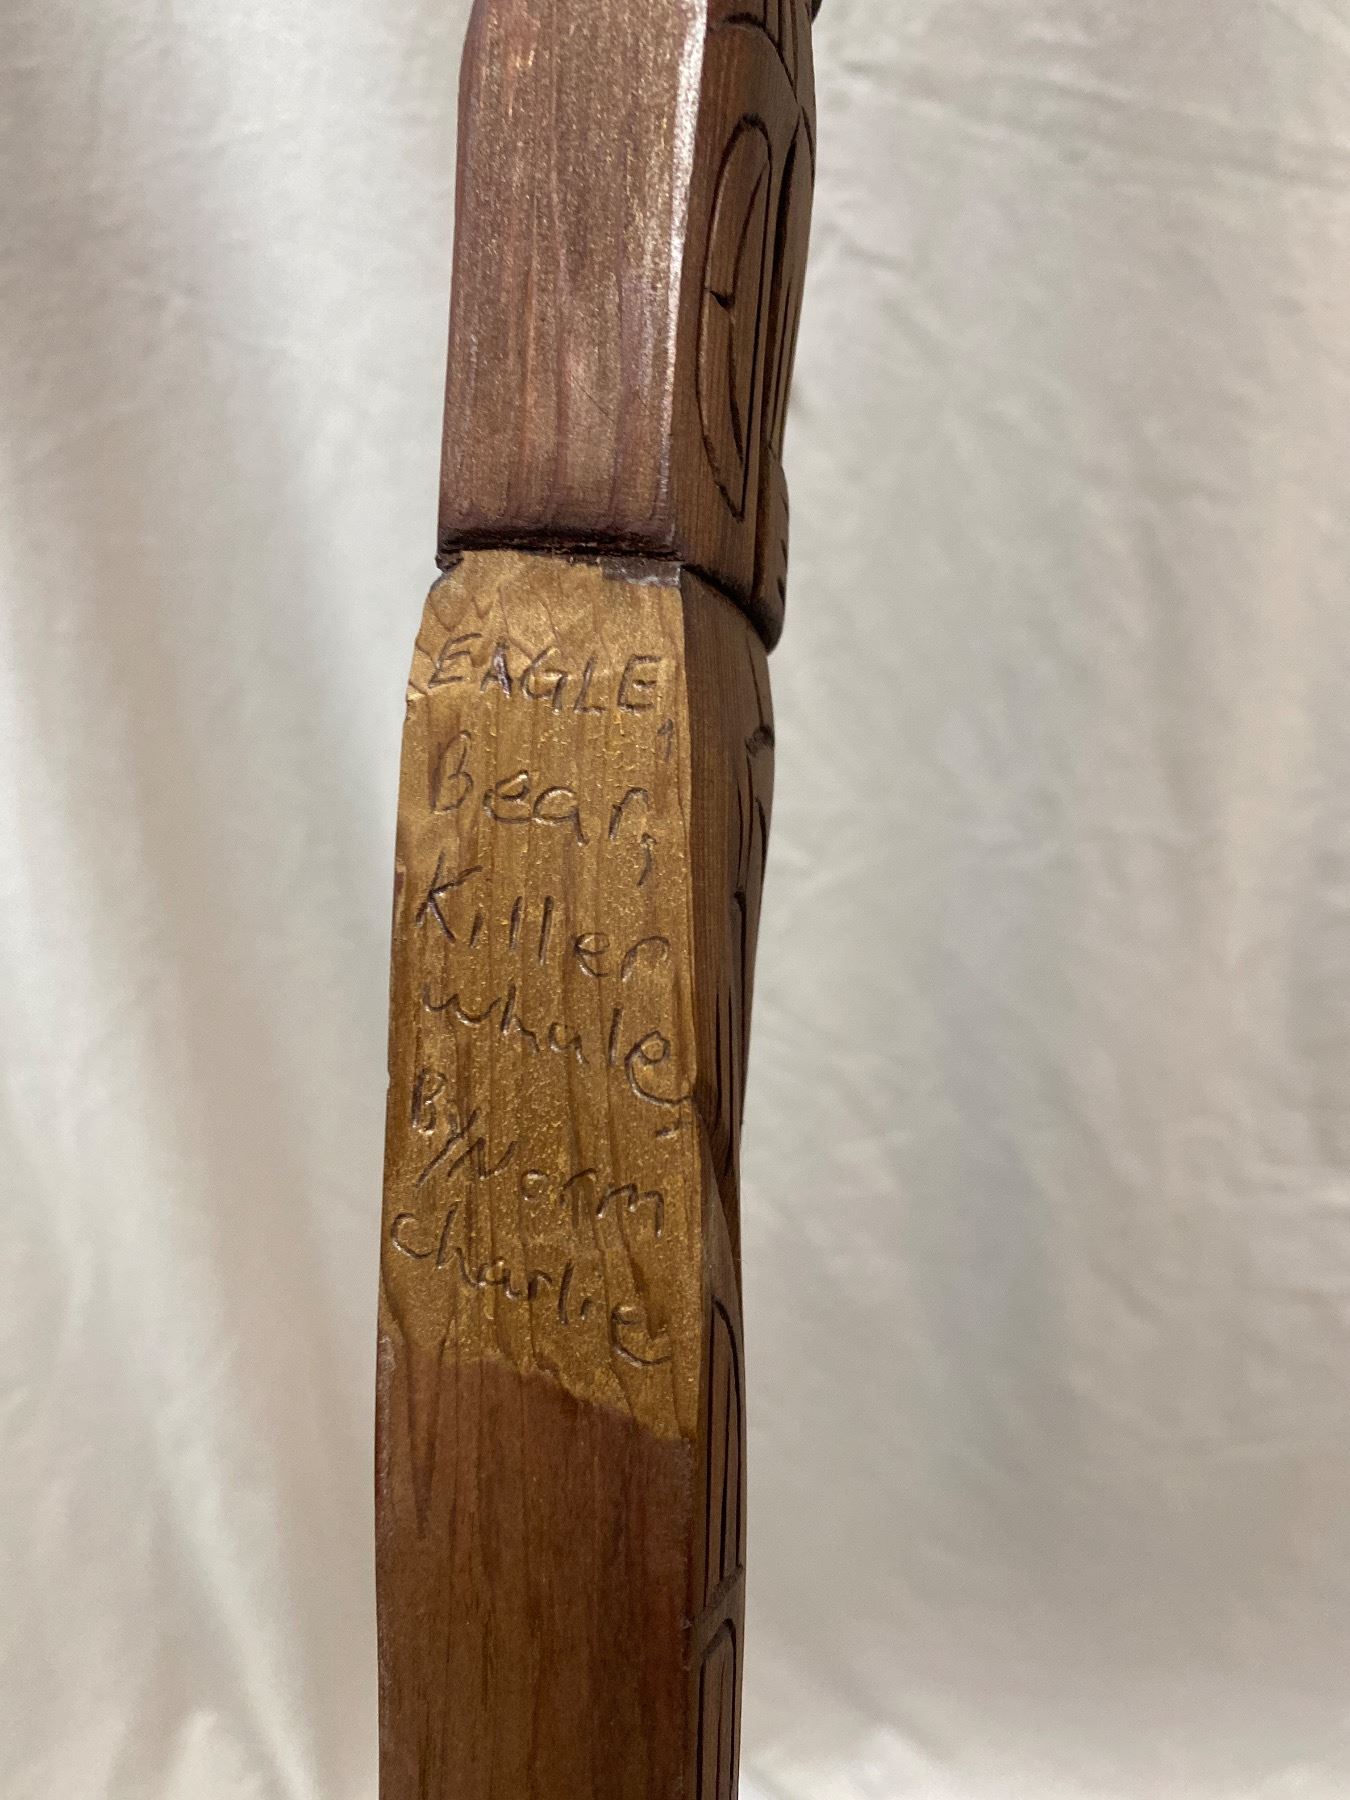 EAGLE,
Bear,
Killer
whale,
By Norm
Charlie